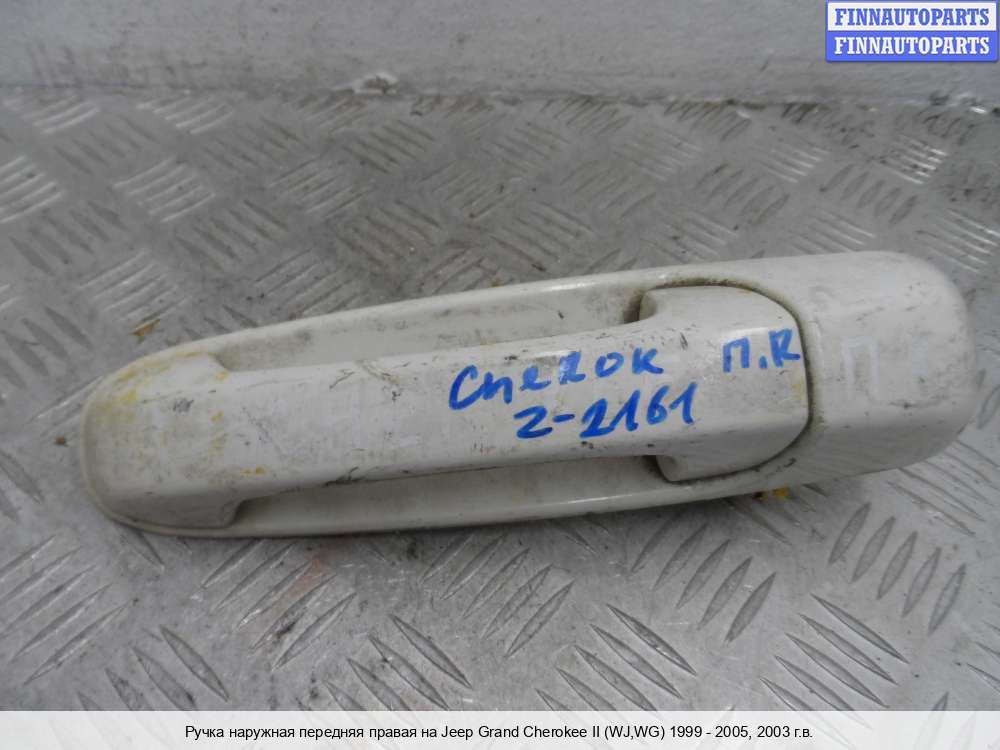 FINNAUTOPARTS
FINNAUTOPARTS
Cherok П.R
2-2161
П
Ручка наружная передняя правая на Jeep Grand Cherokee II (WJ,WG) 1999 - 2005, 2003 г.в.